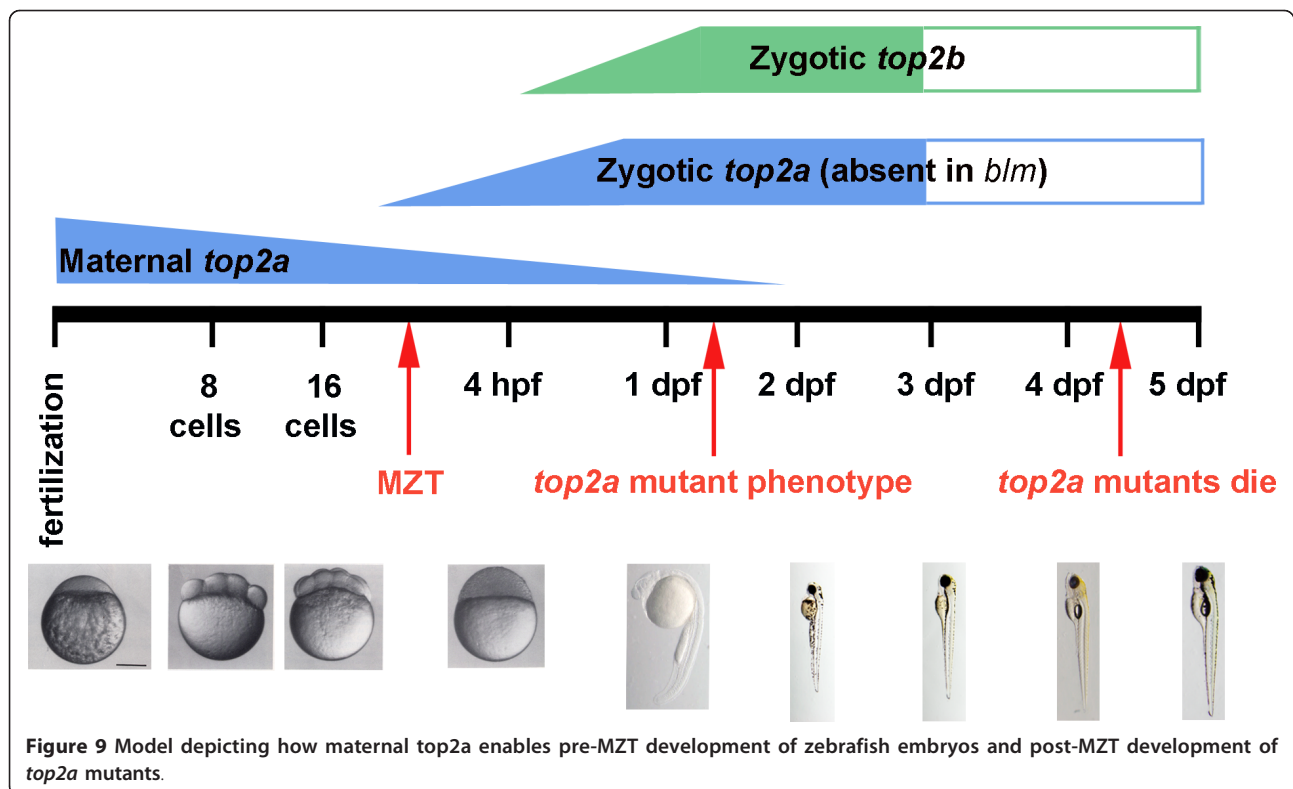 Zygotic top2b
Zygotic top2a (absent in blm)
Maternal top2a
fertilization
8
cells
16
cells
4 hpf
1 dpf
2 dpf
3 dpf
4 dpf
5 dpf
MZT
top2a mutant phenotype
top2a mutants die
Figure 9 Model depicting how maternal top2a enables pre-MZT development of zebrafish embryos and post-MZT development of
top2a mutants.